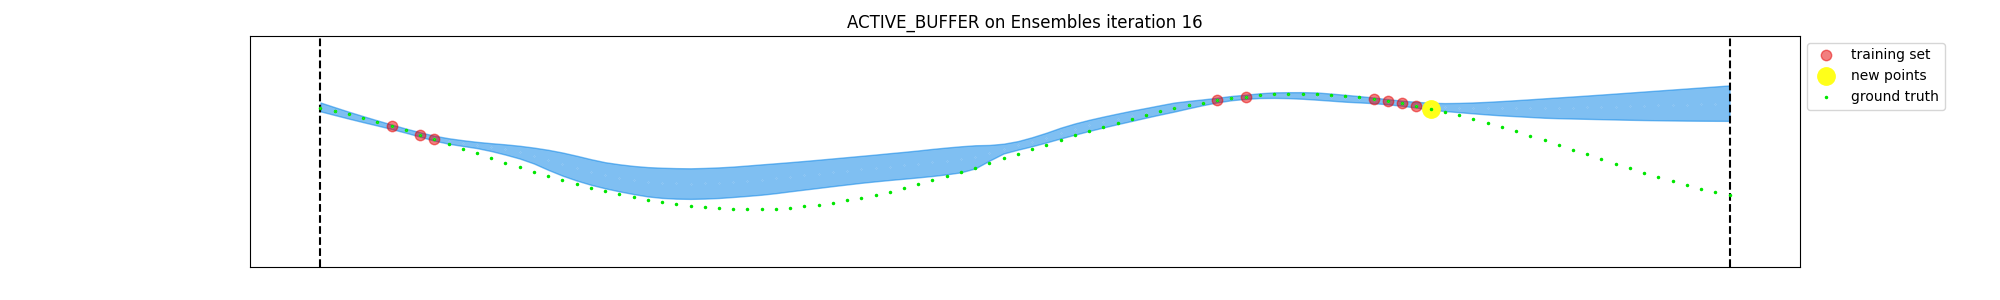 ACTIVE_BUFFER on Ensembles iteration 16
training set
new points
ground truth